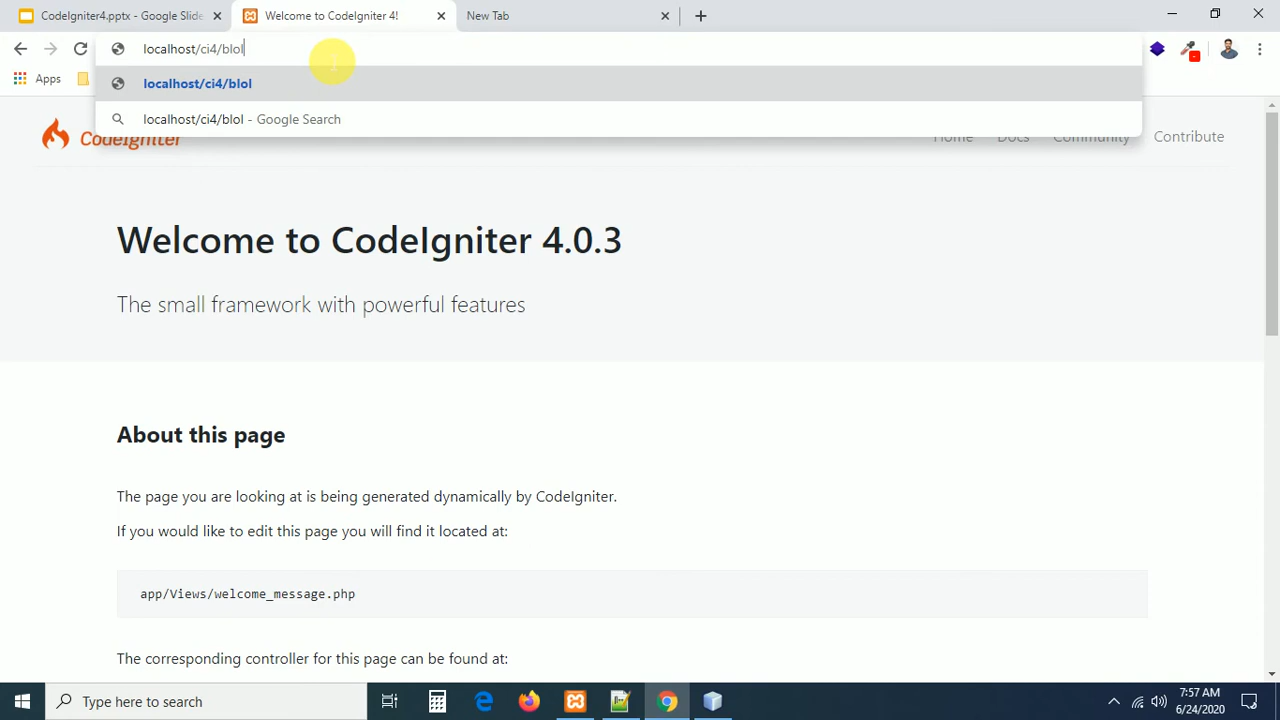 CodeIgniter4.pptx - Google Slide
Welcome to CodeIgniter 4!
New Tab
localhost/ci4/blol
Apps
localhost/ci4/blol
localhost/ci4/blol - Google Search
CodeIgniter
Home Docs Community Contribute
Welcome to CodeIgniter 4.0.3
The small framework with powerful features
About this page
The page you are looking at is being generated dynamically by CodeIgniter.
If you would like to edit this page you will find it located at:
app/Views/welcome_message.php
The corresponding controller for this page can be found at:
Type here to search
7:57 AM
6/24/2020